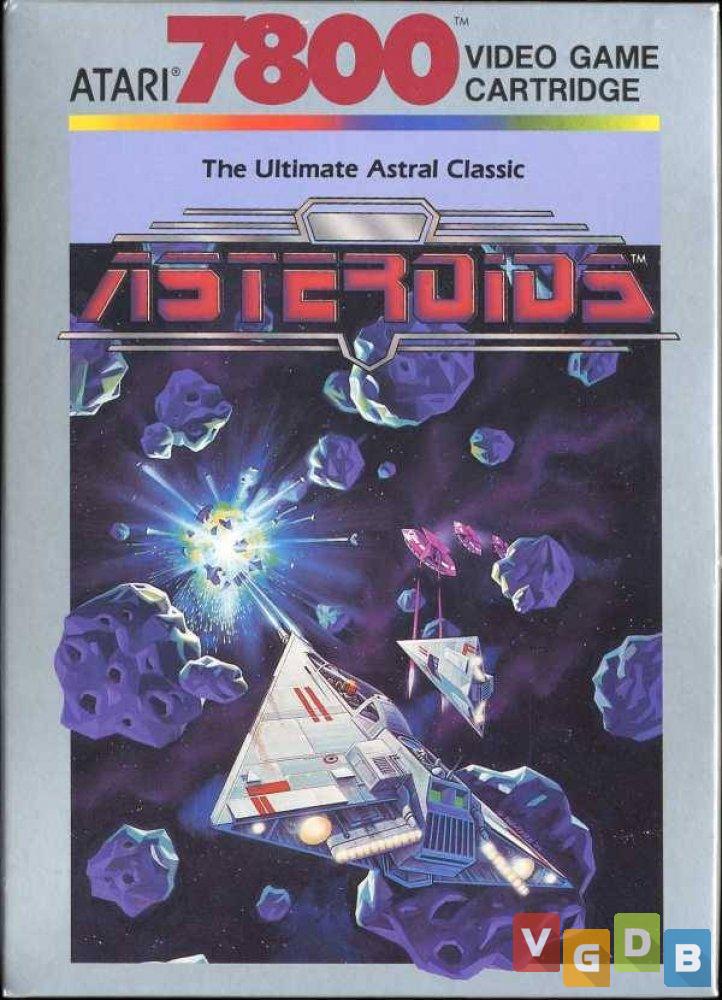 ATARI® 7800™ VIDEO GAME
CARTRIDGE
The Ultimate Astral Classic
ASTEROIDS™
VGDB